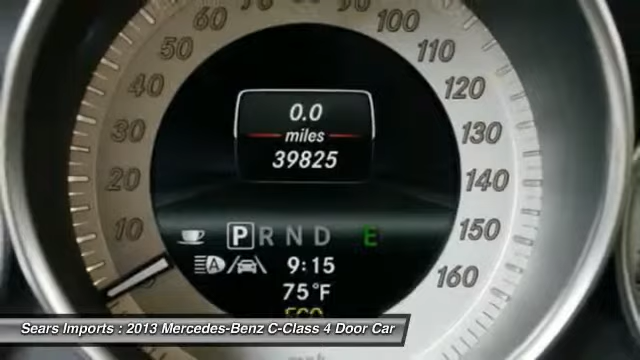 60
90
50
100
40
110
30
120
20
130
10
140
150
160
0.0
miles
39825
P R N D E
A
9:15
75°F
ECO
Sears Imports : 2013 Mercedes-Benz C-Class 4 Door Car